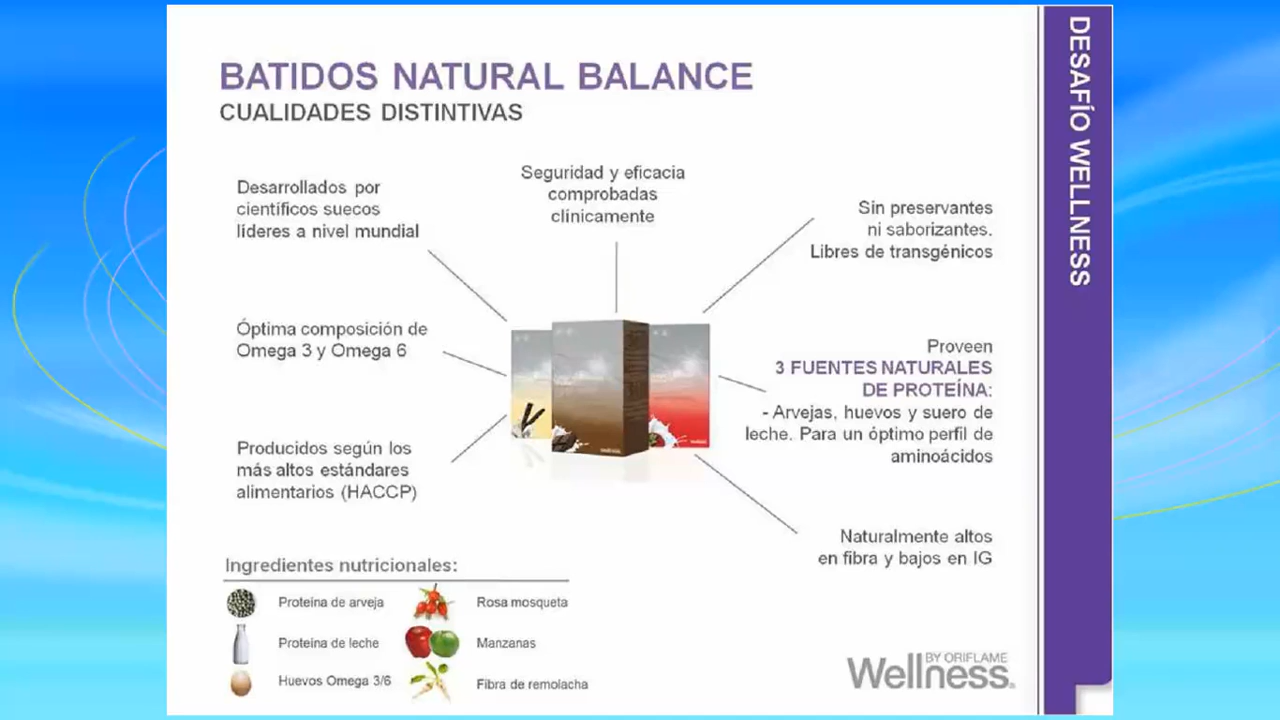 BATIDOS NATURAL BALANCE
CUALIDADES DISTINTIVAS
Desarrollados por
científicos suecos
líderes a nivel mundial
Seguridad y eficacia
comprobadas
clínicamente
Sin preservantes
ni saborizantes.
Libres de transgénicos
Óptima composición de
Omega 3 y Omega 6
Proveen
3 FUENTES NATURALES
DE PROTEÍNA:
- Arvejas, huevos y suero de
leche. Para un óptimo perfil de
aminoácidos
Producidos según los
más altos estándares
alimentarios (HACCP)
Naturalmente altos
en fibra y bajos en IG
Ingredientes nutricionales:
Proteina de arveja
Rosa mosqueta
Proteina de leche
Manzanas
Huevos Omega 3/6
Fibra de remolacha
BY ORIFLAME
Wellness
DESAFÍO WELLNESS